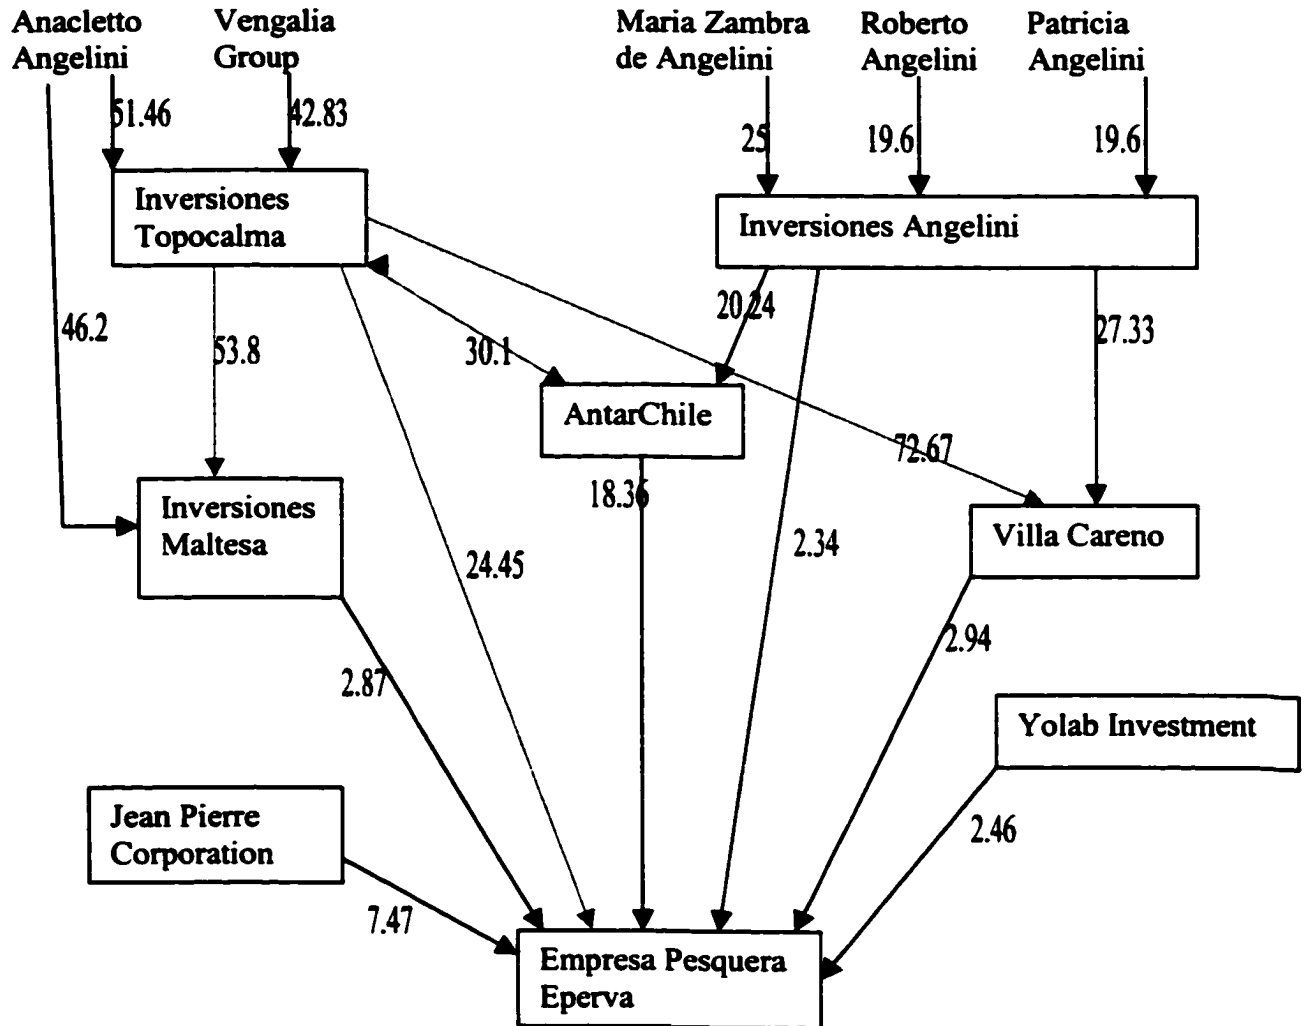 Anacletto
Angelini
Vengalia
Group
Maria Zambra
de Angelini
Roberto
Angelini
Patricia
Angelini
51.46
42.83
25
19.6
19.6
Inversiones
Topocalma
Inversiones Angelini
46.2
53.8
30.1
20.24
27.33
AntarChile
72.67
18.36
Inversiones
Maltesa
Villa Careno
24.45
2.34
2.94
2.87
Yolab Investment
Jean Pierre
Corporation
2.46
7.47
Empresa Pesquera
Eperva